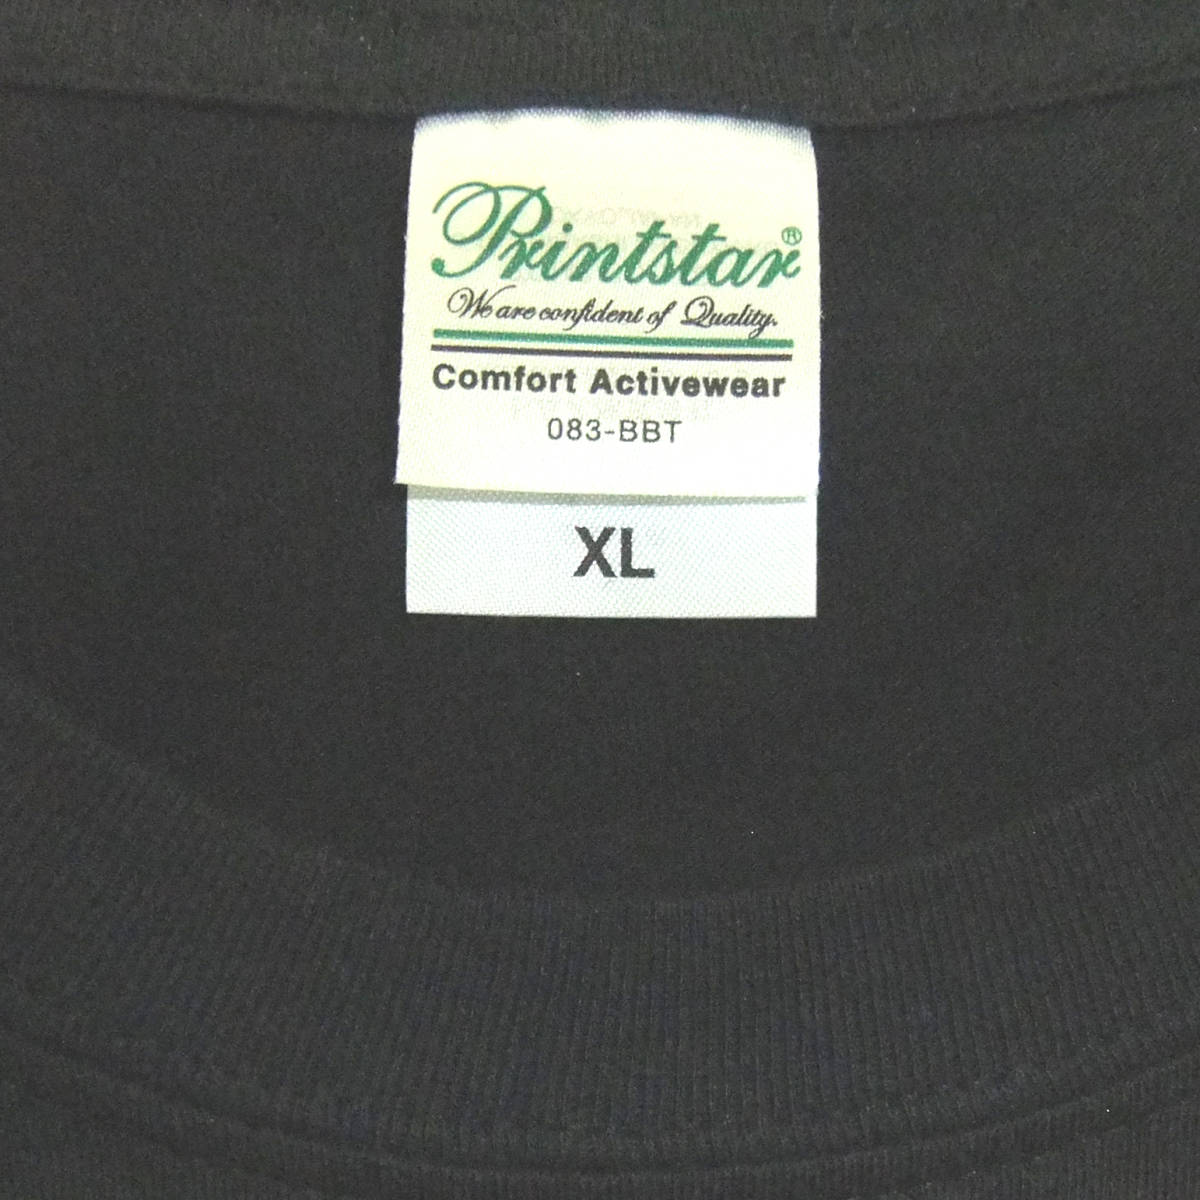 Printstar®
We are confident of Quality.
Comfort Activewear
083-BBT
XL